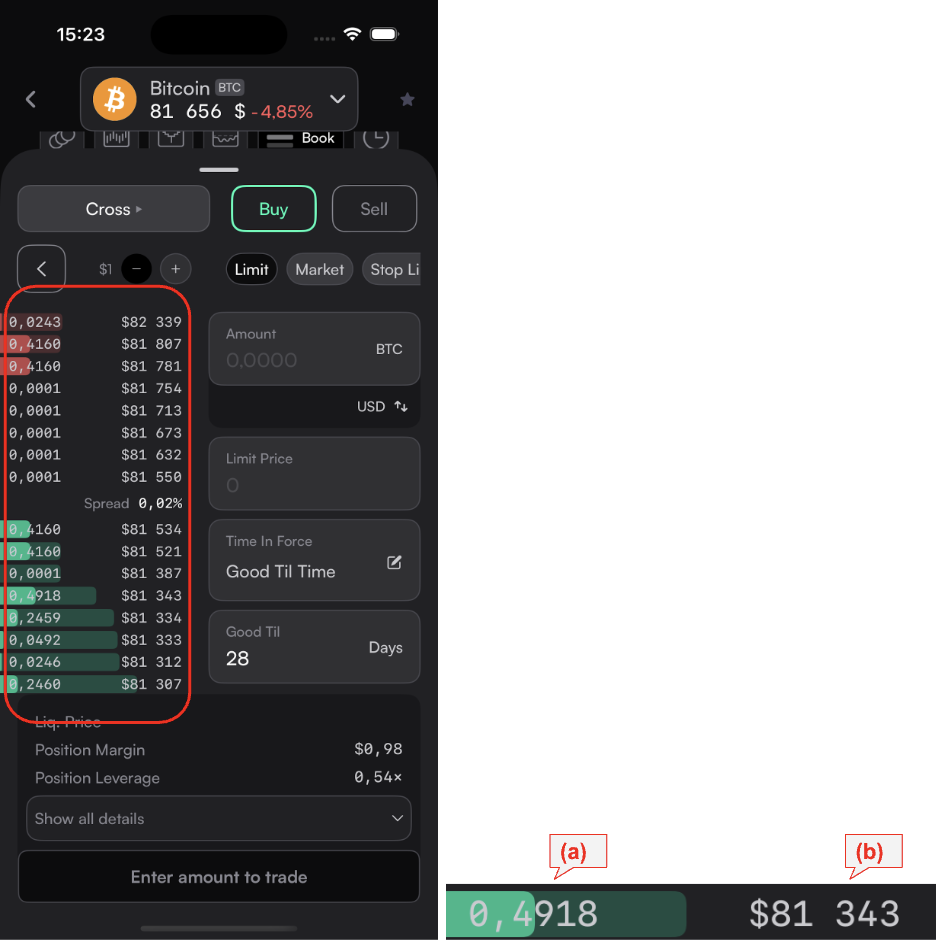 15:23
Bitcoin BTC
81 656 $ -4,85%
Book
Cross
Buy
Sell
$1 − +
Limit Market Stop Li
0,0243 $82 339
0,4160 $81 807
0,4160 $81 781
0,0001 $81 754
0,0001 $81 713
0,0001 $81 673
0,0001 $81 632
0,0001 $81 550
Spread 0,02%
0,4160 $81 534
0,4160 $81 521
0,0001 $81 387
0,4918 $81 343
0,2459 $81 334
0,0492 $81 333
0,0246 $81 312
0,2460 $81 307
Amount
0,0000 BTC
USD
Limit Price
0
Time In Force
Good Til Time
Good Til
28 Days
Liq. Price
Position Margin $0,98
Position Leverage 0,54×
Show all details
Enter amount to trade
(a) (b)
0,4918 $81 343